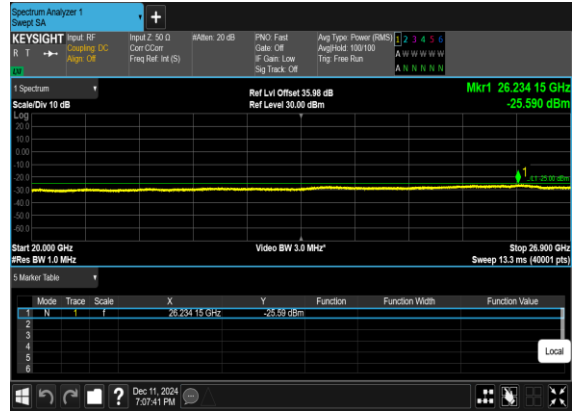 Spectrum Analyzer 1
Swept SA
+
KEYSIGHT Input: RF Input Z: 50 Ω #Atten: 20 dB PNO: Fast Avg Type: Power (RMS) 1 2 3 4 5 6
R T Coupling: DC Corr CCorr Gate: Off Avg|Hold: 100/100 A W W W W W
Align: Off Freq Ref: Int (S) IF Gain: Low Trig: Free Run
Sig Track: Off A N N N N N
1 Spectrum Ref Lvl Offset 35.98 dB Mkr1 26.234 15 GHz
Scale/Div 10 dB Ref Level 30.00 dBm -25.590 dBm
Log
20.0
10.0
0.00
-10.0
1
-20.0
-25.00 dBm
-30.0
-40.0
-50.0
-60.0
Start 20.000 GHz Video BW 3.0 MHz* Stop 26.900 GHz
#Res BW 1.0 MHz Sweep 13.3 ms (40001 pts)
5 Marker Table
Mode Trace Scale X Y Function Function Width Function Value
1 N 1 f 26.234 15 GHz -25.59 dBm
2
3
4
5
6
Local
? Dec 11, 2024
7:07:41 PM